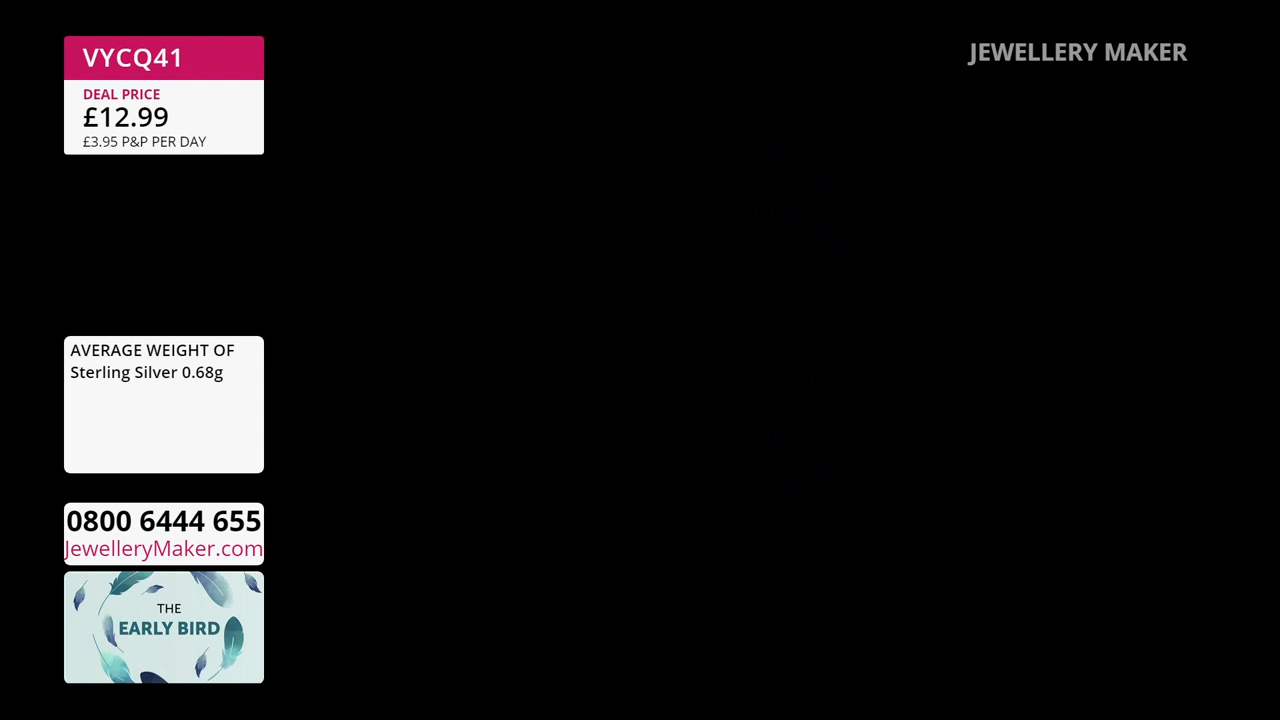 VYCQ41
DEAL PRICE
£12.99
£3.95 P&P PER DAY
JEWELLERY MAKER
AVERAGE WEIGHT OF
Sterling Silver 0.68g
0800 6444 655
JewelleryMaker.com
THE
EARLY BIRD